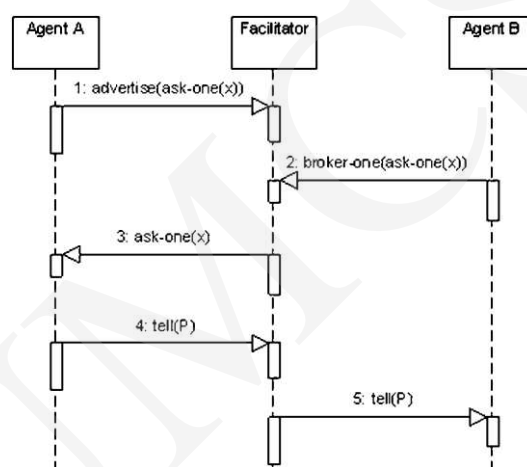 Agent A
Facilitator
Agent B
1: advertise(ask-one(x))
2: broker-one(ask-one(x))
3: ask-one(x)
4: tell(P)
5: tell(P)